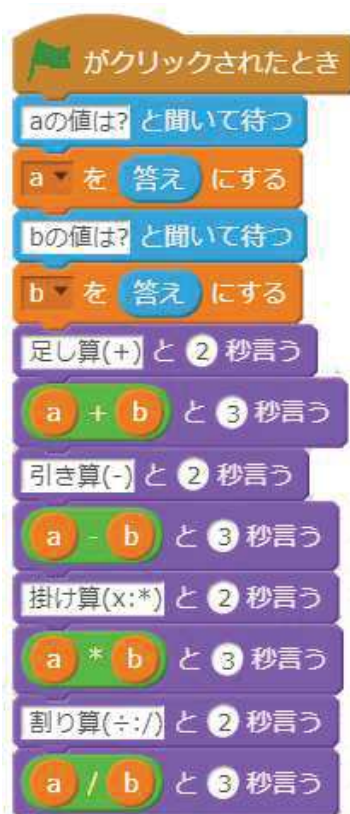 がクリックされたとき
aの値は? と聞いて待つ
a を 答え にする
bの値は? と聞いて待つ
b を 答え にする
足し算(+) と 2 秒言う
a + b と 3 秒言う
引き算(-) と 2 秒言う
a - b と 3 秒言う
掛け算(x:*) と 2 秒言う
a * b と 3 秒言う
割り算(÷:/) と 2 秒言う
a / b と 3 秒言う